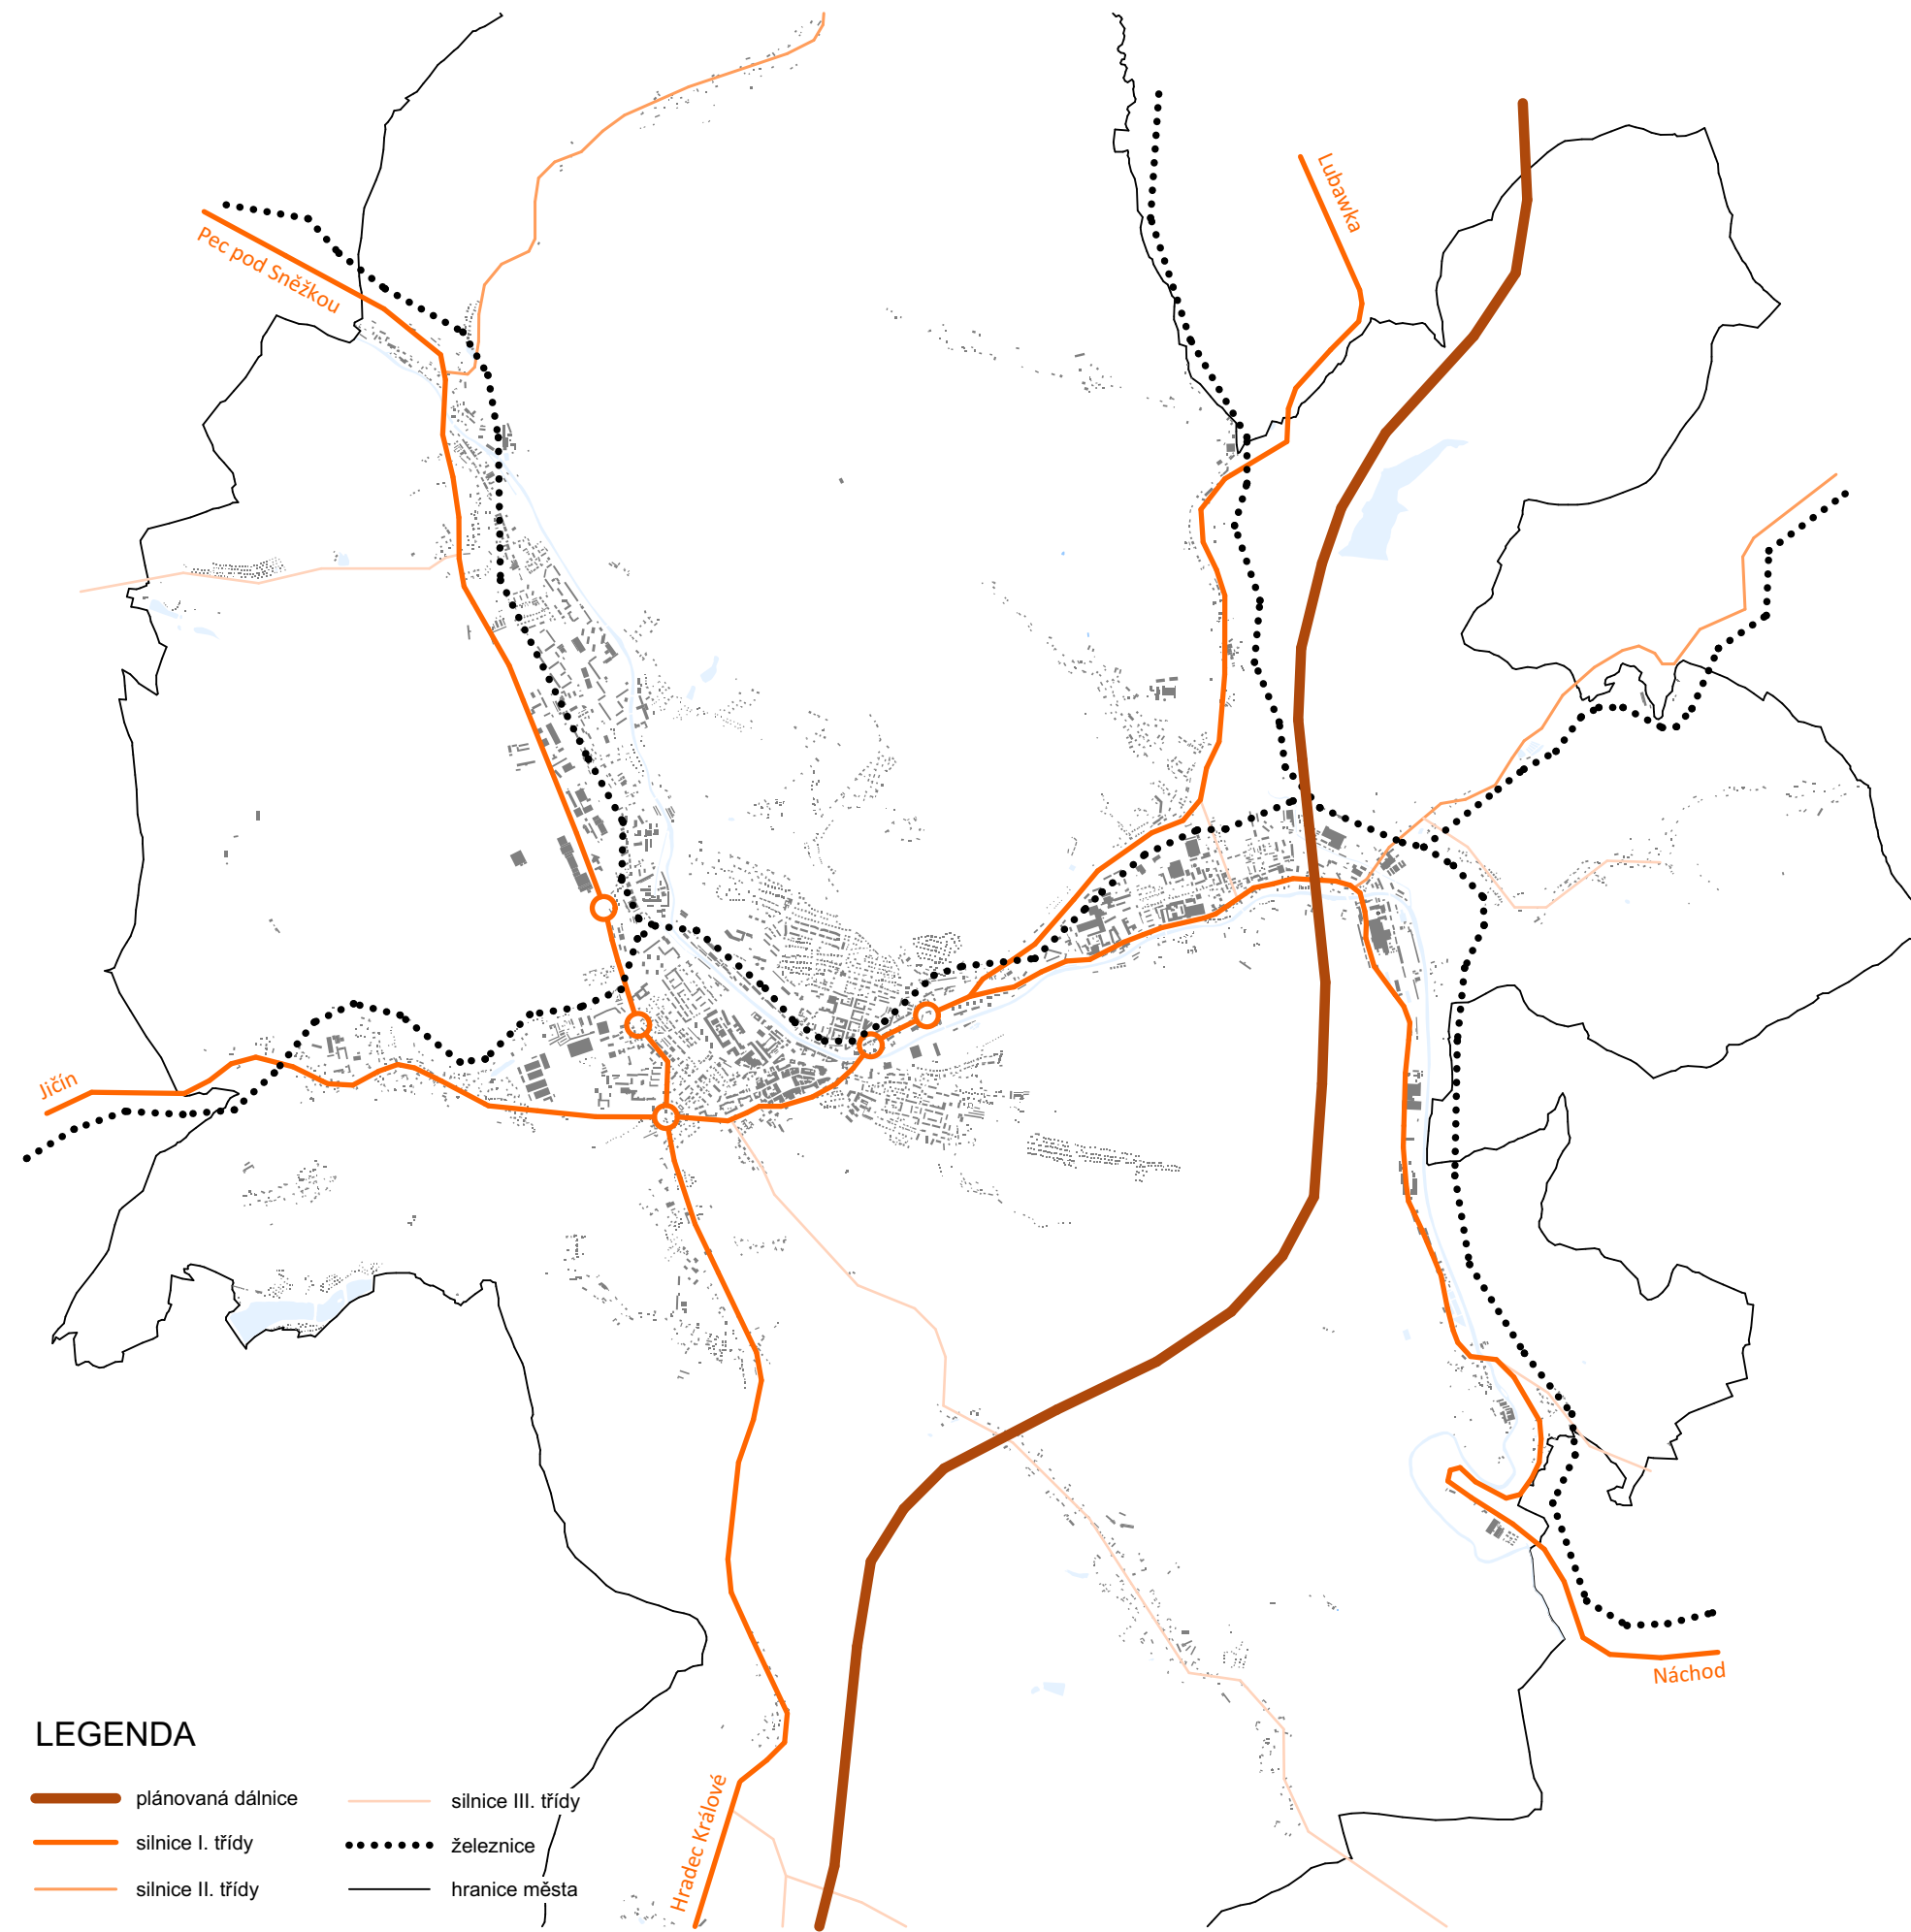 Lubawka
Pec pod Sněžkou
Jičín
Náchod
Hradec Králové
LEGENDA
plánovaná dálnice
silnice I. třídy
silnice II. třídy
silnice III. třídy
železnice
hranice města